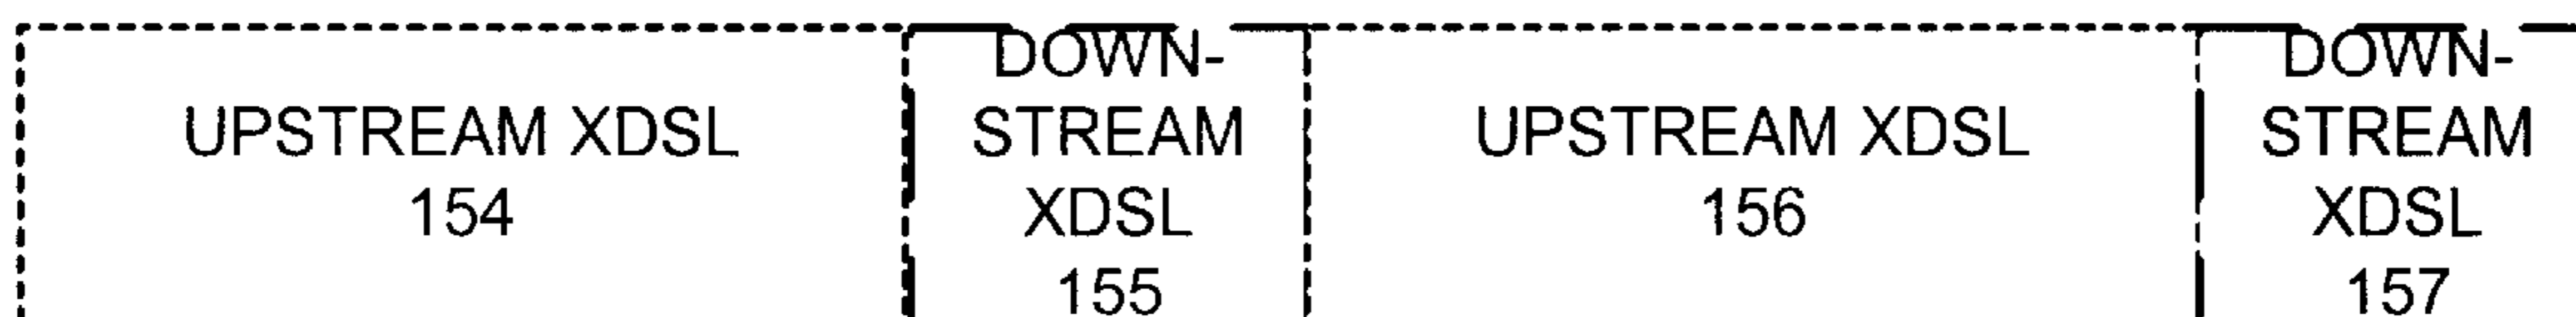 UPSTREAM XDSL
154
DOWN-
STREAM
XDSL
155
UPSTREAM XDSL
156
DOWN-
STREAM
XDSL
157